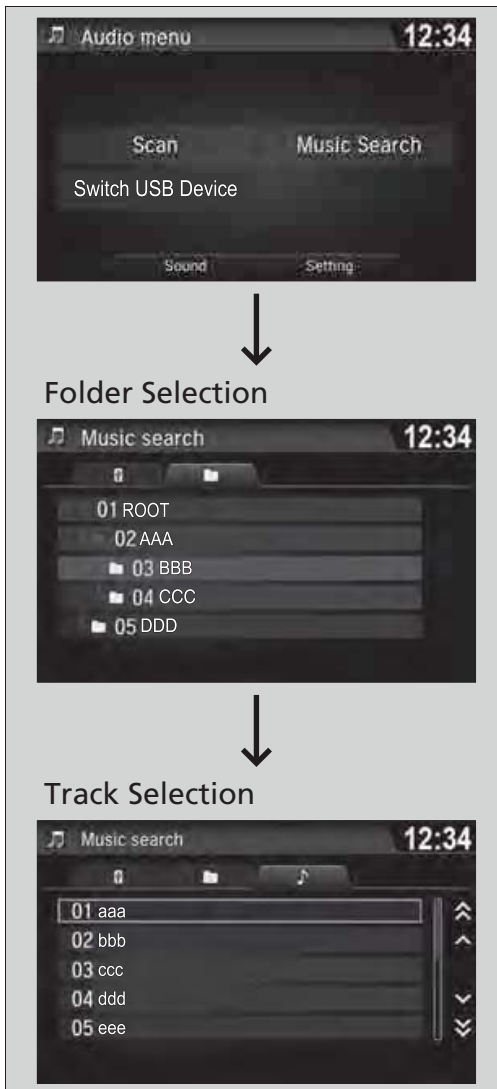 Audio menu 12:34
Scan Music Search
Switch USB Device
Sound Setting
Folder Selection
Music search 12:34
01 ROOT
02 AAA
03 BBB
04 CCC
05 DDD
Track Selection
Music search 12:34
01 aaa
02 bbb
03 ccc
04 ddd
05 eee